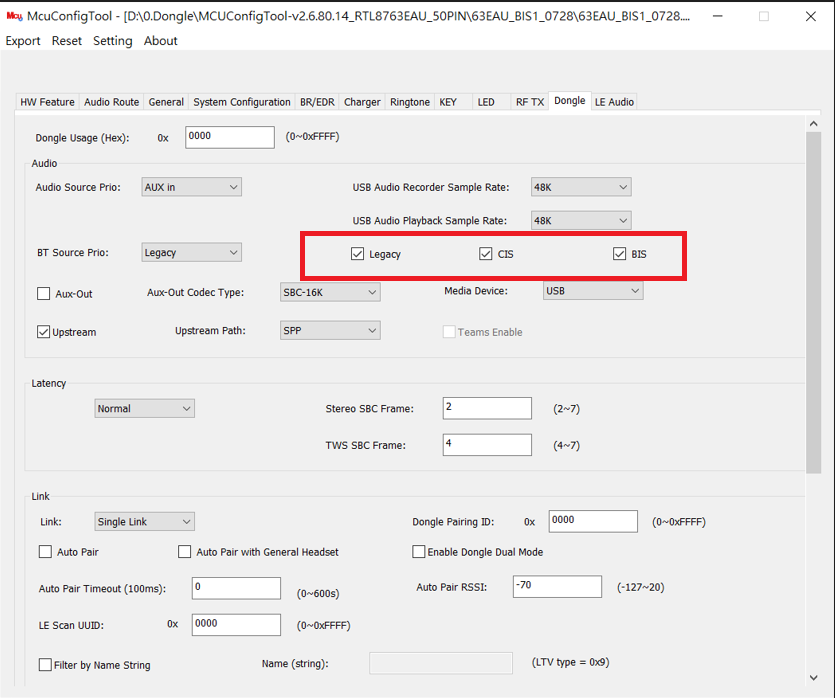 McuConfigTool - [D:\0.Dongle\MCUConfigTool-v2.6.80.14_RTL8763EAU_50PIN\63EAU_BIS1_0728\63EAU_BIS1_0728....
Export Reset Setting About
HW Feature Audio Route General System Configuration BR/EDR Charger Ringtone KEY LED RF TX Dongle LE Audio
Dongle Usage (Hex): 0x 0000 (0~0xFFFF)
Audio
Audio Source Prio: AUX in USB Audio Recorder Sample Rate: 48K
USB Audio Playback Sample Rate: 48K
BT Source Prio: Legacy Legacy CIS BIS
Aux-Out Aux-Out Codec Type: SBC-16K Media Device: USB
Upstream Upstream Path: SPP Teams Enable
Latency
Normal Stereo SBC Frame: 2 (2~7)
TWS SBC Frame: 4 (4~7)
Link
Link: Single Link Dongle Pairing ID: 0x 0000 (0~0xFFFF)
Auto Pair Auto Pair with General Headset Enable Dongle Dual Mode
Auto Pair Timeout (100ms): 0 (0~600s) Auto Pair RSSI: -70 (-127~20)
LE Scan UUID: 0x 0000 (0~0xFFFF)
Filter by Name String Name (string): (LTV type = 0x9)